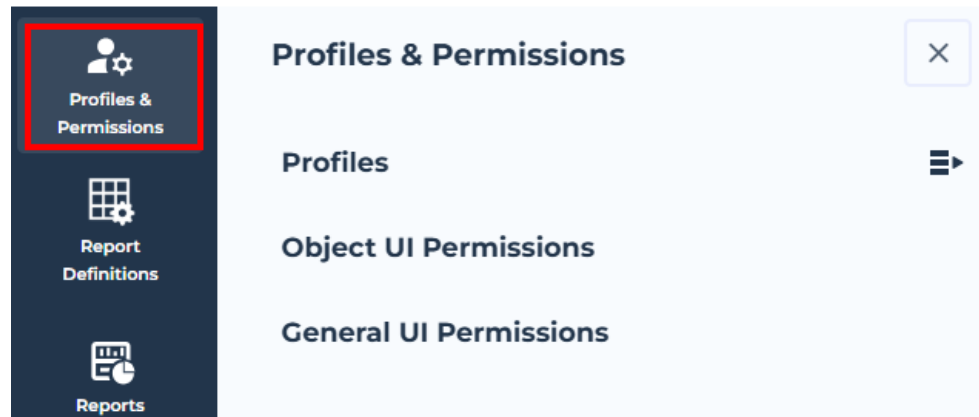 Profiles &
Permissions
Report
Definitions
Reports
Profiles & Permissions
Profiles
Object UI Permissions
General UI Permissions